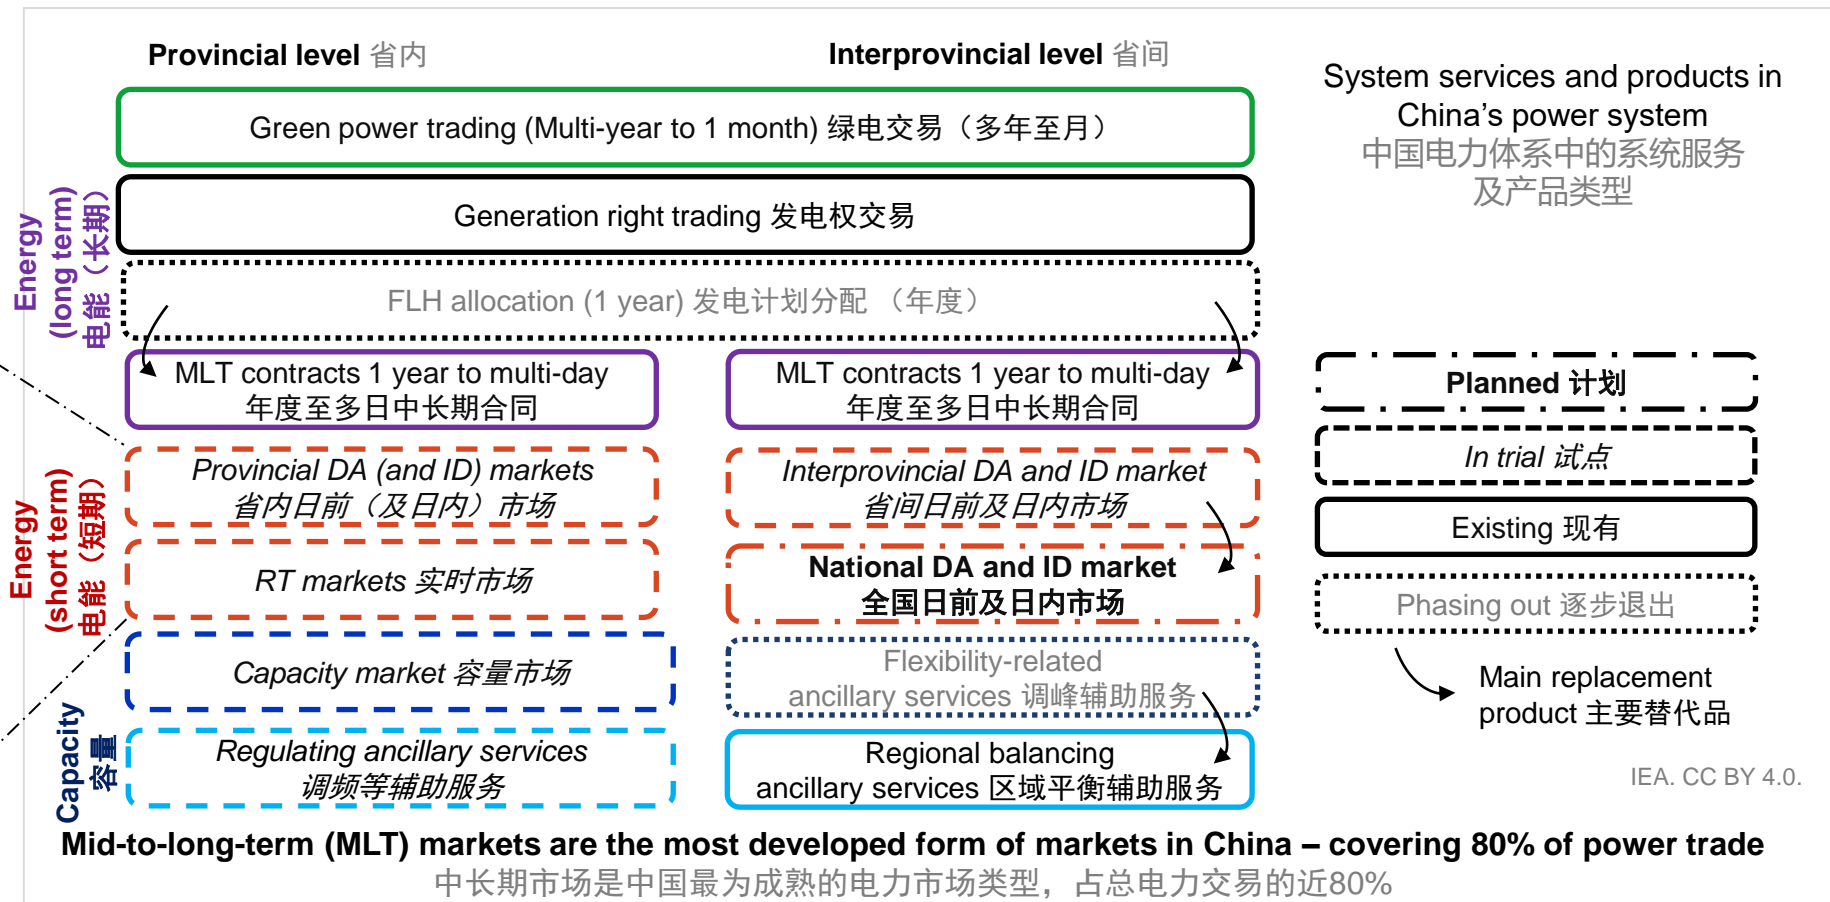 Provincial level 省内
Interprovincial level 省间
System services and products in
China's power system
中国电力体系中的系统服务
及产品类型
Green power trading (Multi-year to 1 month) 绿电交易（多年至月）
Generation right trading 发电权交易
FLH allocation (1 year) 发电计划分配 （年度）
Energy
(long term)
电能（长期）
MLT contracts 1 year to multi-day
年度至多日中长期合同
MLT contracts 1 year to multi-day
年度至多日中长期合同
Energy
(short term)
电能（短期）
Provincial DA (and ID) markets
省内日前（及日内）市场
Interprovincial DA and ID market
省间日前及日内市场
RT markets 实时市场
National DA and ID market
全国日前及日内市场
Capacity
容量
Capacity market 容量市场
Flexibility-related
ancillary services 调峰辅助服务
Regulating ancillary services
调频等辅助服务
Regional balancing
ancillary services 区域平衡辅助服务
Planned 计划
In trial 试点
Existing 现有
Phasing out 逐步退出
Main replacement
product 主要替代品
IEA. CC BY 4.0.
Mid-to-long-term (MLT) markets are the most developed form of markets in China – covering 80% of power trade
中长期市场是中国最为成熟的电力市场类型，占总电力交易的近80%